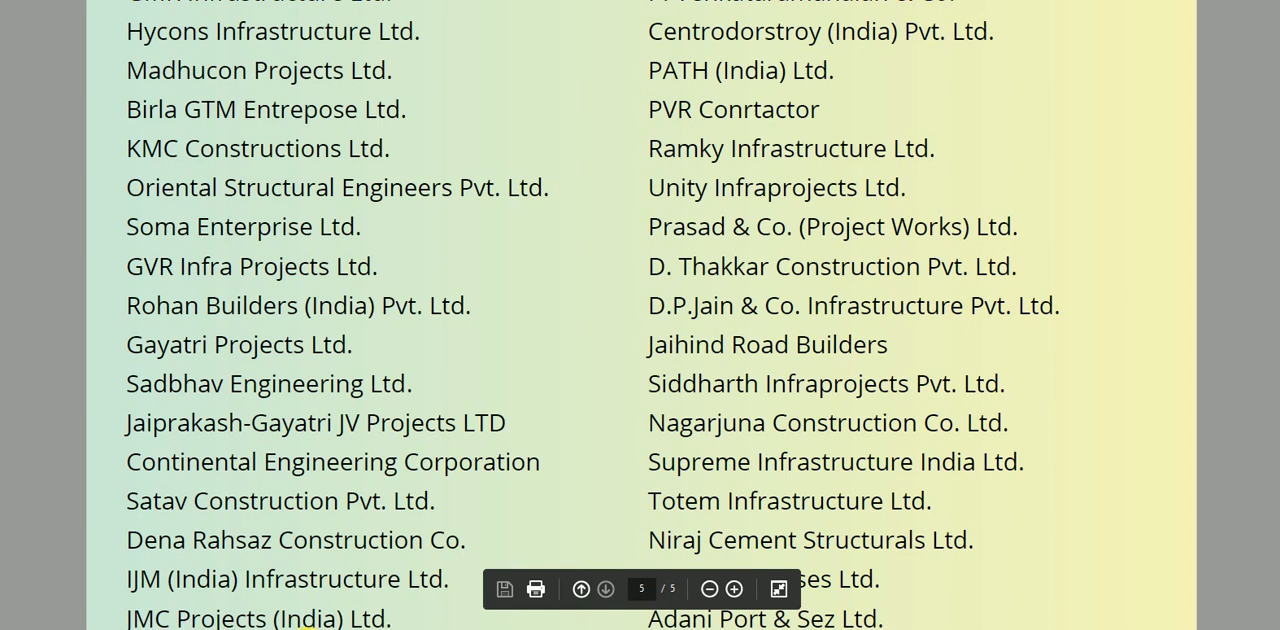 Hycons Infrastructure Ltd.
Madhucon Projects Ltd.
Birla GTM Entrepose Ltd.
KMC Constructions Ltd.
Oriental Structural Engineers Pvt. Ltd.
Soma Enterprise Ltd.
GVR Infra Projects Ltd.
Rohan Builders (India) Pvt. Ltd.
Gayatri Projects Ltd.
Sadbhav Engineering Ltd.
Jaiprakash-Gayatri JV Projects LTD
Continental Engineering Corporation
Satav Construction Pvt. Ltd.
Dena Rahsaz Construction Co.
IJM (India) Infrastructure Ltd.
JMC Projects (India) Ltd.
Centrodorstroy (India) Pvt. Ltd.
PATH (India) Ltd.
PVR Conrtactor
Ramky Infrastructure Ltd.
Unity Infraprojects Ltd.
Prasad & Co. (Project Works) Ltd.
D. Thakkar Construction Pvt. Ltd.
D.P.Jain & Co. Infrastructure Pvt. Ltd.
Jaihind Road Builders
Siddharth Infraprojects Pvt. Ltd.
Nagarjuna Construction Co. Ltd.
Supreme Infrastructure India Ltd.
Totem Infrastructure Ltd.
Niraj Cement Structurals Ltd.
Ltd.
Adani Port & Sez Ltd.
5 / 5